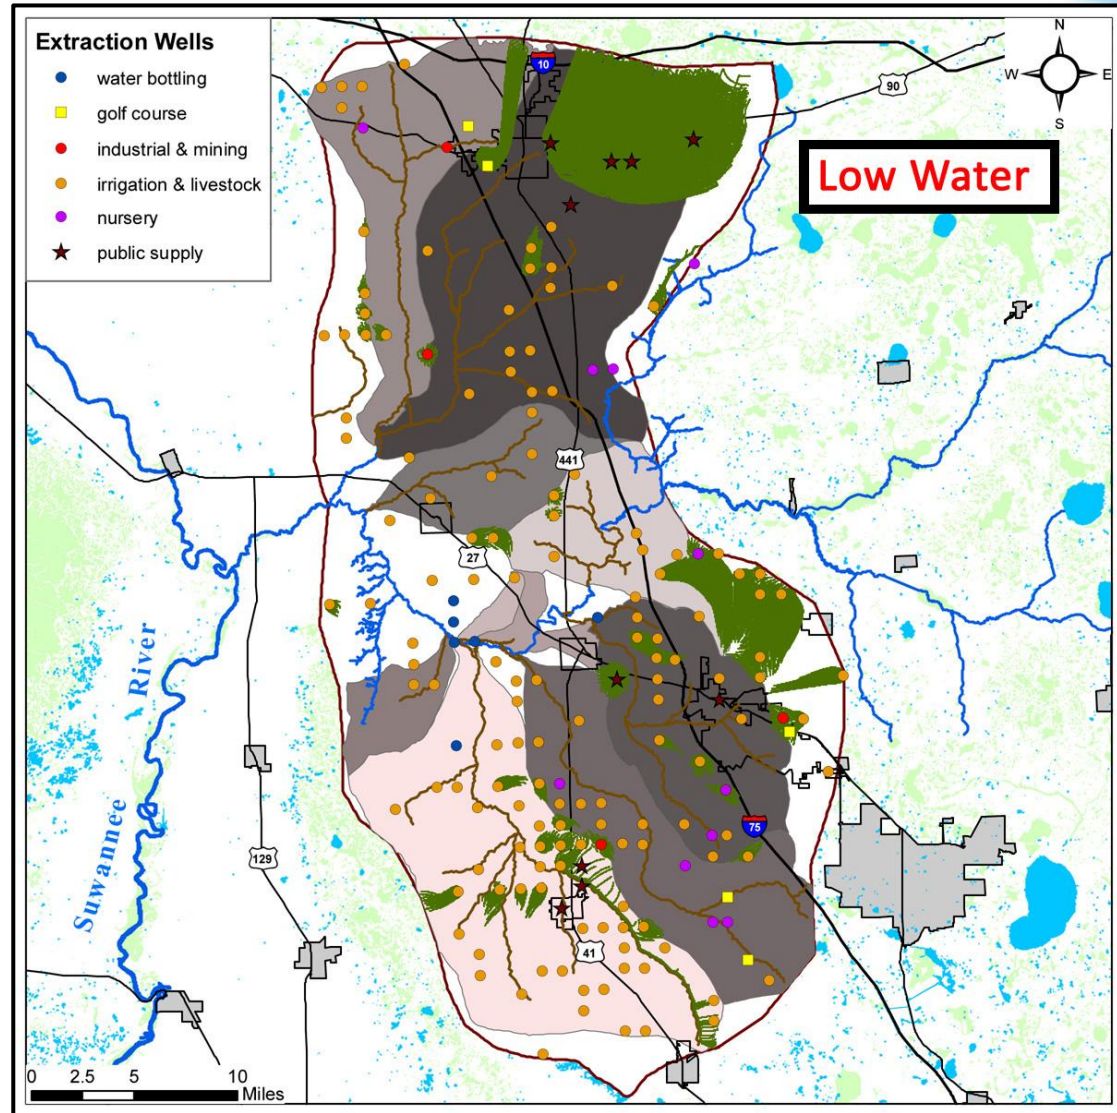 Extraction Wells
water bottling
golf course
industrial & mining
irrigation & livestock
nursery
public supply
N
W
E
S
Low Water
10
90
441
27
129
75
41
Suwannee River
0 2.5 5 10
Miles